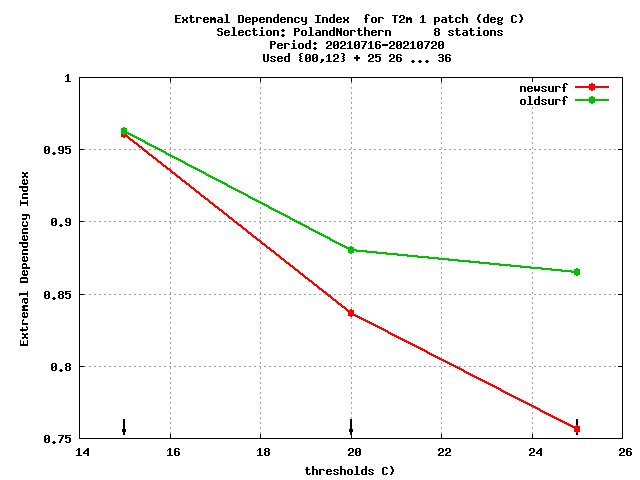 Extremal Dependency Index  for T2m 1 patch (deg C)
Selection: PolandNorthern      8 stations
Period: 20210716-20210720
Used {00,12} + 25 26 ... 36
newsurf
oldsurf
1
0.95
0.9
0.85
0.8
0.75
Extremal Dependency Index
14 16 18 20 22 24 26
thresholds C)